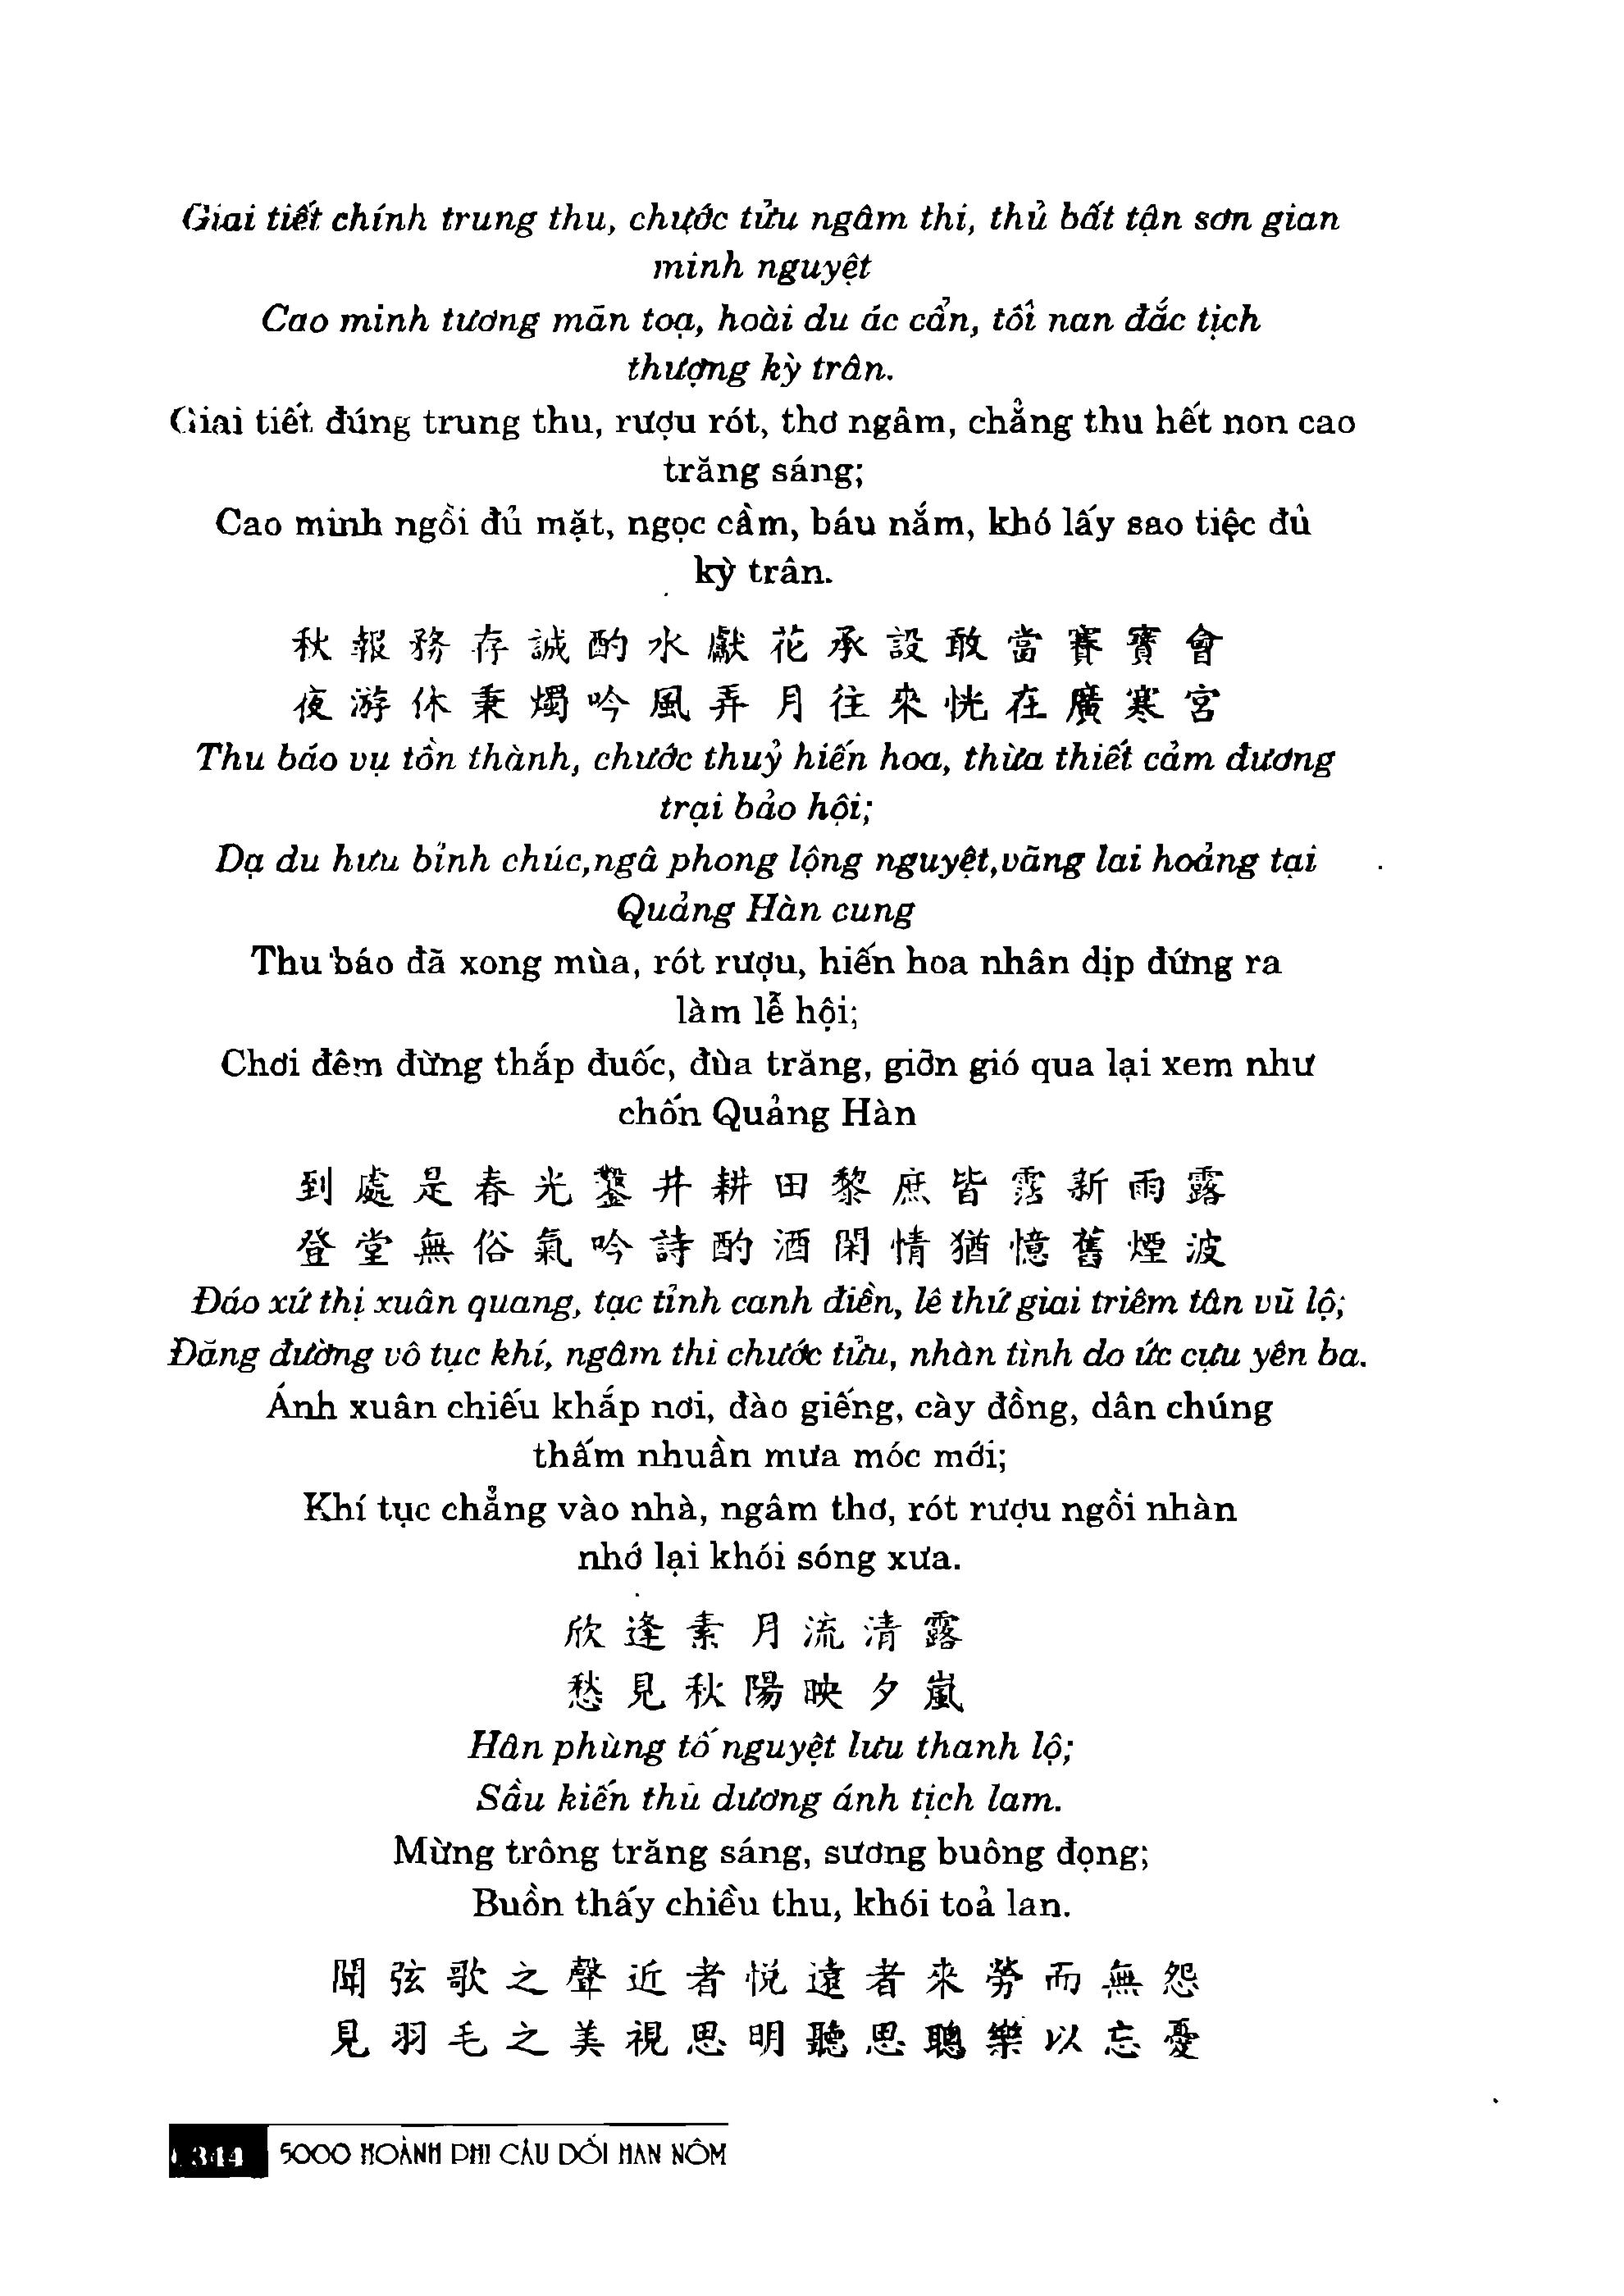 Giai tiết chính trung thu, chước tửu ngâm thi, thủ bất tận sơn gian
minh nguyệt
Cao minh tương mãn toạ, hoài du ác cẩn, tối nan đắc tịch
thượng kỳ trân.
Giai tiết đúng trung thu, rượu rót, thơ ngâm, chẳng thu hết non cao
trăng sáng;
Cao minh ngồi đủ mặt, ngọc cầm, báu nắm, khó lấy sao tiệc đủ
kỳ trân.
秋報務存誠酌水獻花承設敢當賽寶會
夜游休秉燭吟風弄月往來恍在廣寒宮
Thu báo vụ tồn thành, chước thuỷ hiến hoa, thừa thiết cảm đương
trại bảo hội;
Dạ du hưu bỉnh chúc,ngâ phong lộng nguyệt,vãng lai hoảng tại
Quảng Hàn cung
Thu báo đã xong mùa, rót rượu, hiến hoa nhân dịp đứng ra
làm lễ hội;
Chơi đêm đừng thắp đuốc, đùa trăng, giỡn gió qua lại xem như
chốn Quảng Hàn
到處是春光鑿井耕田黎庶皆霑新雨露
登堂無俗氣吟詩酌酒閑情猶憶舊煙波
Đáo xứ thị xuân quang, tạc tỉnh canh điền, lê thứ giai triêm tân vũ lộ;
Đăng đường vô tục khí, ngâm thi chước tửu, nhàn tình do ức cựu yên ba.
Ánh xuân chiếu khắp nơi, đào giếng, cày đồng, dân chúng
thấm nhuần mưa móc mới;
Khí tục chẳng vào nhà, ngâm thơ, rót rượu ngồi nhàn
nhớ lại khói sóng xưa.
欣逢素月流清露
愁見秋陽映夕嵐
Hân phùng tố nguyệt lưu thanh lộ;
Sầu kiến thu dương ánh tịch lam.
Mừng trông trăng sáng, sương buông đọng;
Buồn thấy chiều thu, khói toả lan.
聞弦歌之聲近者悅遠者來勞而無怨
見羽毛之美視思明聽思聰樂以忘憂
344 5000 HOÀNH PHI CÂU DỐI HAN NÔM